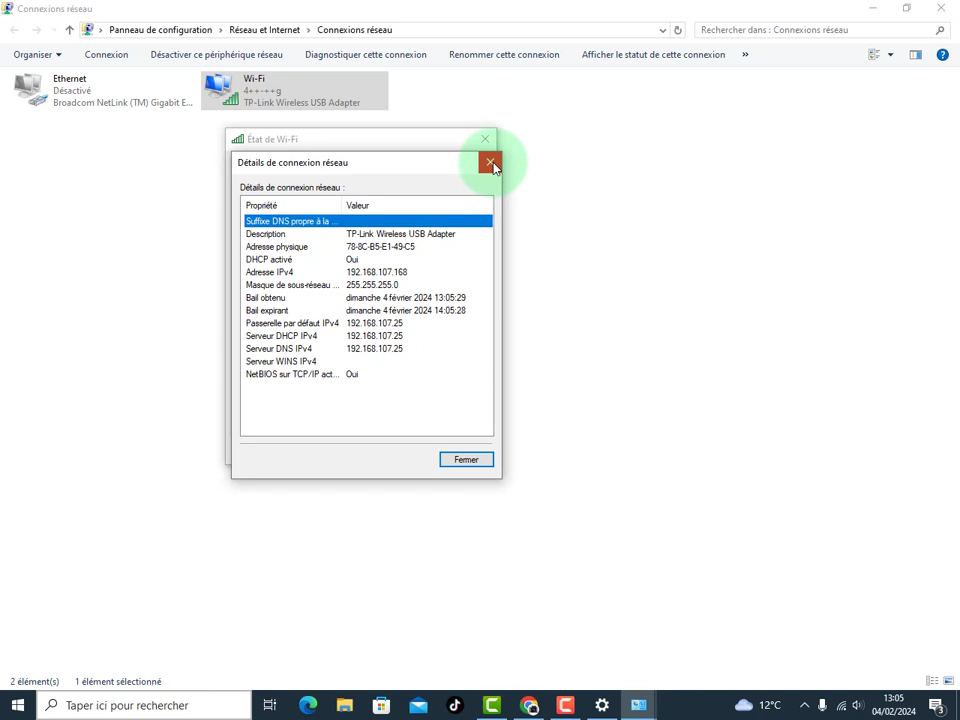 Connexions réseau
Panneau de configuration > Réseau et Internet > Connexions réseau
Rechercher dans : Connexions réseau
Organiser
Connexion
Désactiver ce périphérique réseau
Diagnostiquer cette connexion
Renommer cette connexion
Afficher le statut de cette connexion
»
Ethernet
Désactivé
Broadcom NetLink (TM) Gigabit E...
Wi-Fi
4++-++g
TP-Link Wireless USB Adapter
État de Wi-Fi
Détails de connexion réseau
Détails de connexion réseau :
Propriété Valeur
Suffixe DNS propre à la ...
Description TP-Link Wireless USB Adapter
Adresse physique 78-8C-B5-E1-49-C5
DHCP activé Oui
Adresse IPv4 192.168.107.168
Masque de sous-réseau ... 255.255.255.0
Bail obtenu dimanche 4 février 2024 13:05:29
Bail expirant dimanche 4 février 2024 14:05:28
Passerelle par défaut IPv4 192.168.107.25
Serveur DHCP IPv4 192.168.107.25
Serveur DNS IPv4 192.168.107.25
Serveur WINS IPv4
NetBIOS sur TCP/IP act... Oui
Fermer
2 élément(s) 1 élément sélectionné
Taper ici pour rechercher
12°C
13:05
04/02/2024
3